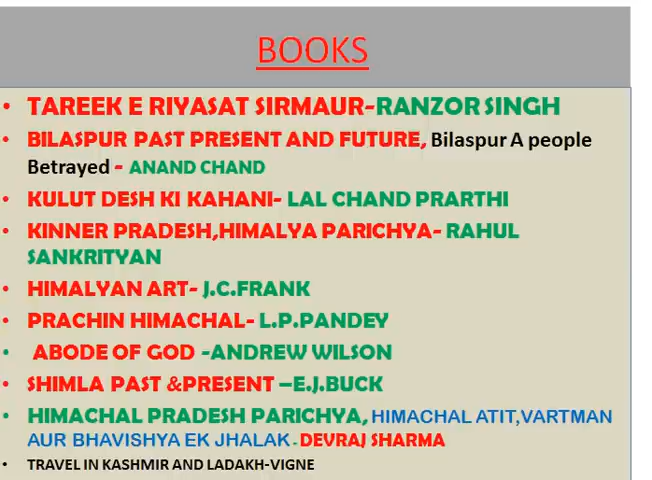 BOOKS
• TAREEK E RIYASAT SIRMAUR-RANZOR SINGH
• BILASPUR PAST PRESENT AND FUTURE, Bilaspur A people
Betrayed - ANAND CHAND
• KULUT DESH KI KAHANI- LAL CHAND PRARTHI
• KINNER PRADESH,HIMALYA PARICHYA- RAHUL
SANKRITYAN
• HIMALYAN ART- J.C.FRANK
• PRACHIN HIMACHAL- L.P.PANDEY
• ABODE OF GOD -ANDREW WILSON
• SHIMLA PAST &PRESENT –E.J.BUCK
• HIMACHAL PRADESH PARICHYA, HIMACHAL ATIT,VARTMAN
AUR BHAVISHYA EK JHALAK - DEVRAJ SHARMA
• TRAVEL IN KASHMIR AND LADAKH-VIGNE